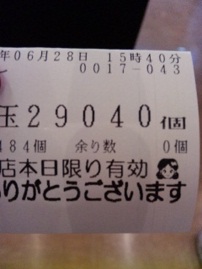 年06月28日 15時40分
0017-043
玉29040個
184個 余り数 0個
店本日限り有効
ありがとうございます